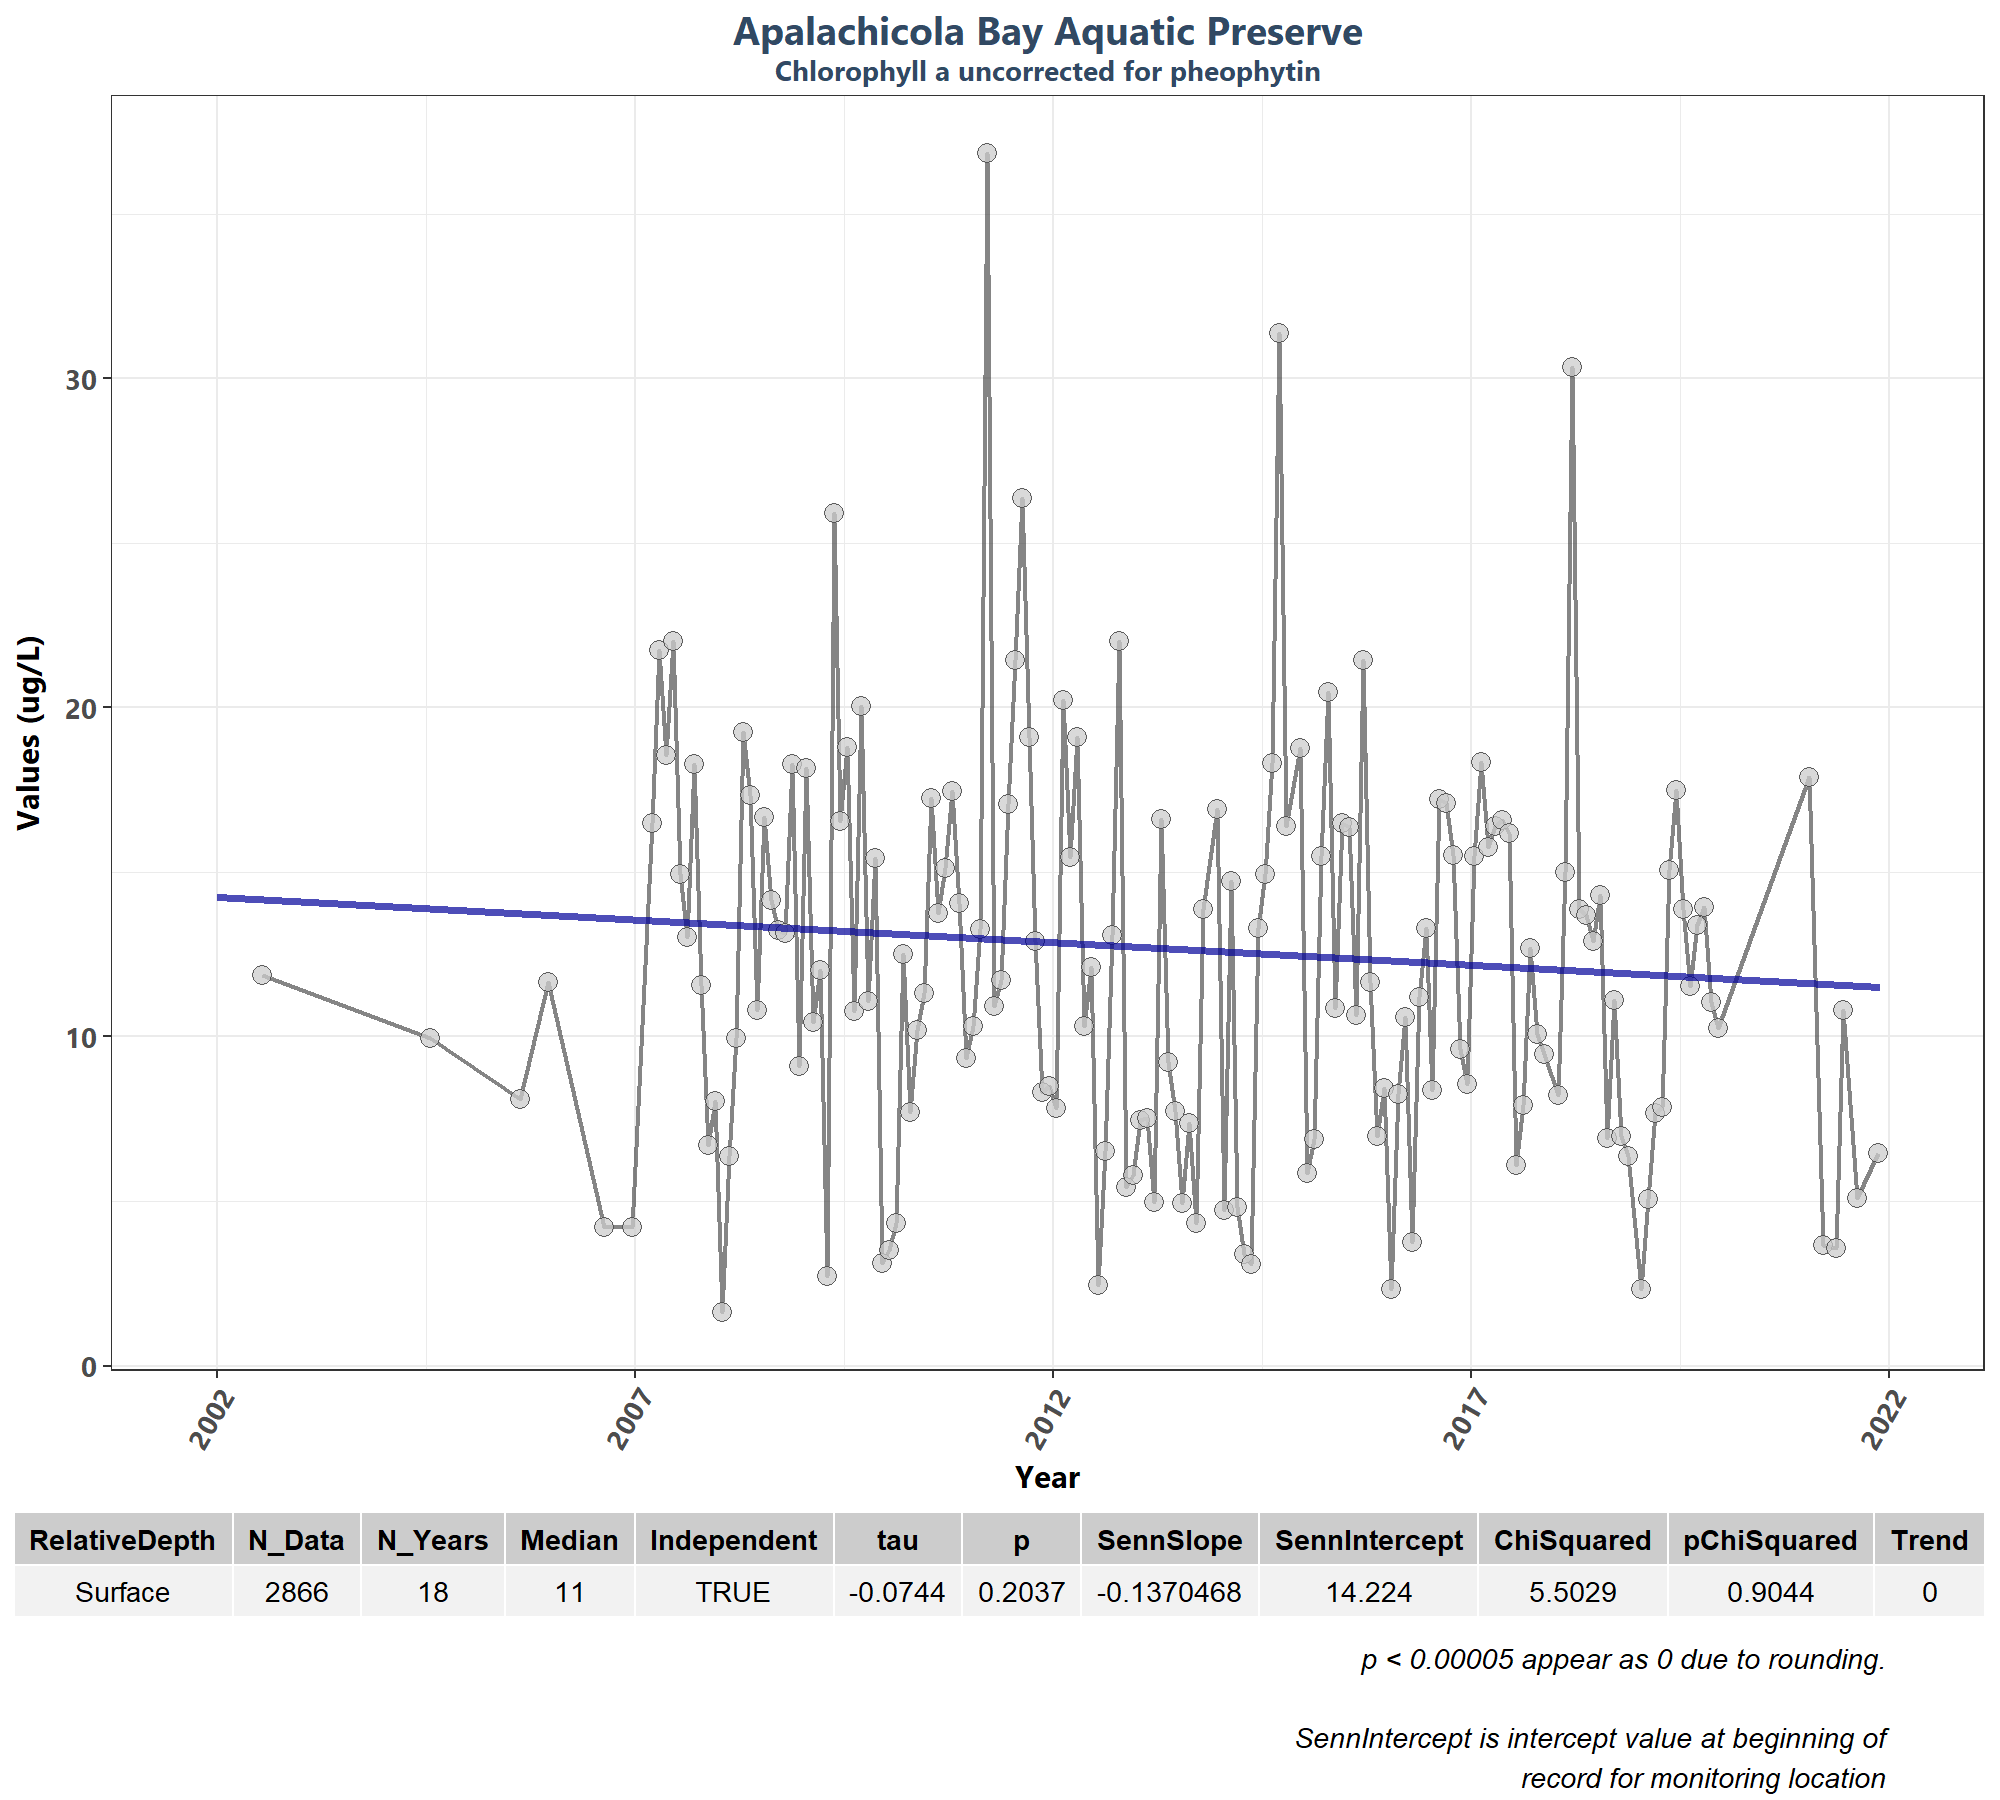 Apalachicola Bay Aquatic Preserve
Chlorophyll a uncorrected for pheophytin
Values (ug/L)
30
20
10
0
2002 2007 2012 2017 2022
Year
RelativeDepth N_Data N_Years Median Independent tau p SennSlope SennIntercept ChiSquared pChiSquared Trend
Surface 2866 18 11 TRUE -0.0744 0.2037 -0.1370468 14.224 5.5029 0.9044 0
p < 0.00005 appear as 0 due to rounding.
SennIntercept is intercept value at beginning of
record for monitoring location